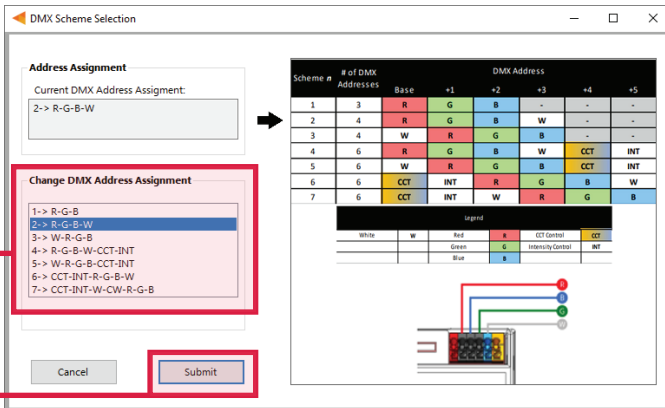 DMX Scheme Selection
Address Assignment
Current DMX Address Assigment:
2-> R-G-B-W
Change DMX Address Assignment
1-> R-G-B
2-> R-G-B-W
3-> W-R-G-B
4-> R-G-B-W-CCT-INT
5-> W-R-G-B-CCT-INT
6-> CCT-INT-R-G-B-W
7-> CCT-INT-W-CW-R-G-B
Cancel Submit
Scheme n # of DMX Addresses DMX Address
Base +1 +2 +3 +4 +5
1 3 R G B - - -
2 4 R G B W - -
3 4 W R G B - -
4 6 R G B W CCT INT
5 6 W R G B CCT INT
6 6 CCT INT R G B W
7 6 CCT INT W R G B
Legend
White W Red R CCT Control CCT
Green G Intensity Control INT
Blue B
R
B
G
W